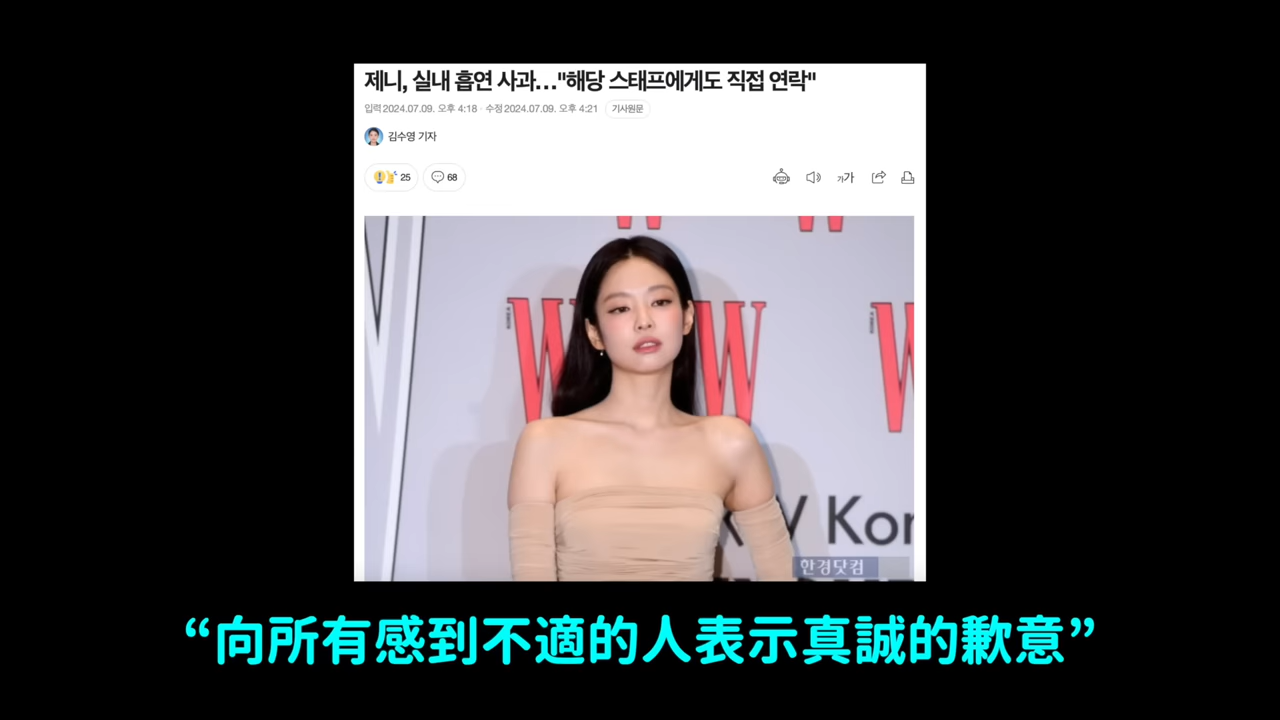 제니, 실내 흡연 사과…"해당 스태프에게도 직접 연락"
입력 2024.07.09. 오후 4:18 · 수정 2024.07.09. 오후 4:21 기사원문
김수영 기자
25 68
가가
W W
KOREA W W KOREA W
W Kor
한경닷컴
“向所有感到不適的人表示真誠的歉意”